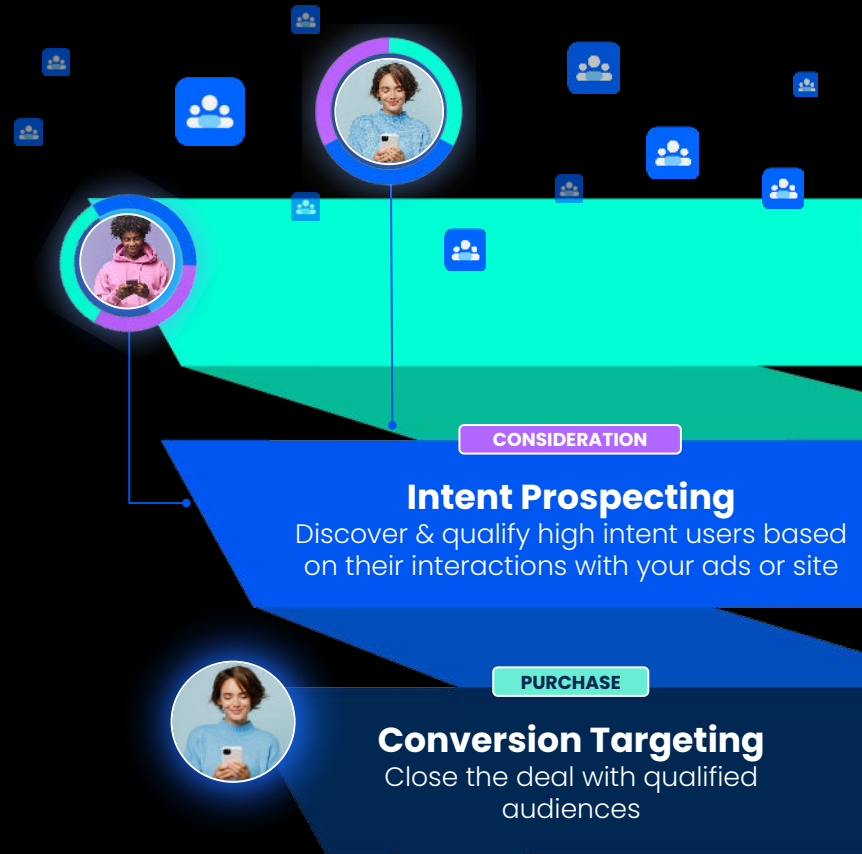 CONSIDERATION
Intent Prospecting
Discover & qualify high intent users based
on their interactions with your ads or site
PURCHASE
Conversion Targeting
Close the deal with qualified
audiences